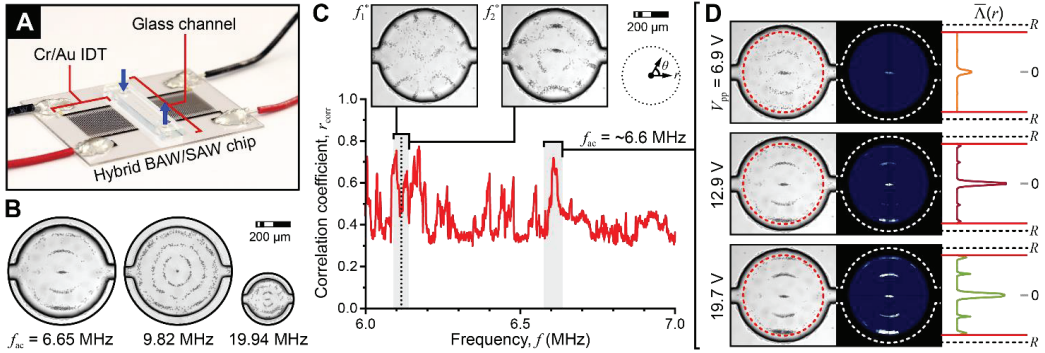 A
Glass channel
Cr/Au IDT
Hybrid BAW/SAW chip
B
200 μm
f_ac = 6.65 MHz
9.82 MHz
19.94 MHz
C
f₁*
f₂*
200 μm
θ
r
f_ac = ~6.6 MHz
Correlation coefficient, r_corr
1.0
0.8
0.6
0.4
0.2
0.0
6.0
6.5
7.0
Frequency, f (MHz)
D
Λ̅(r)
V_pp = 6.9 V
R
0
R
12.9 V
R
0
R
19.7 V
R
0
R